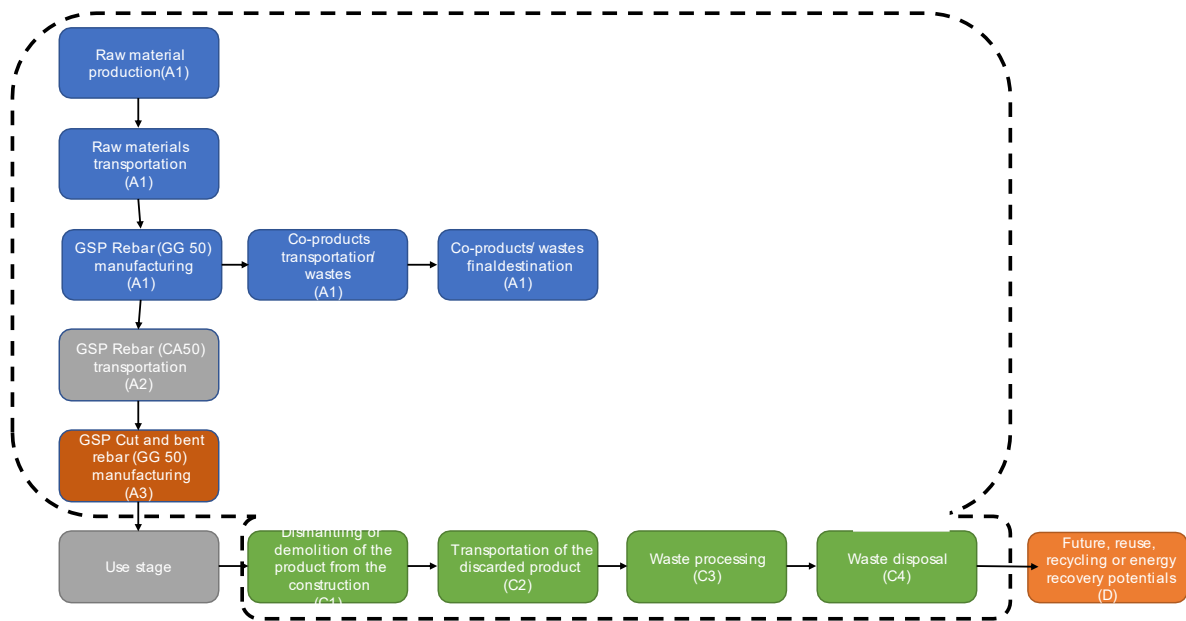 Raw material
production(A1)
Raw materials
transportation
(A1)
GSP Rebar (GG 50)
manufacturing
(A1)
Co-products
transportation/
wastes
(A1)
Co-products/ wastes
finaldestination
(A1)
GSP Rebar (CA50)
transportation
(A2)
GSP Cut and bent
rebar (GG 50)
manufacturing
(A3)
Use stage
Dismantling or
demolition of the
product from the
construction
(C1)
Transportation of the
discarded product
(C2)
Waste processing
(C3)
Waste disposal
(C4)
Future, reuse,
recycling or energy
recovery potentials
(D)